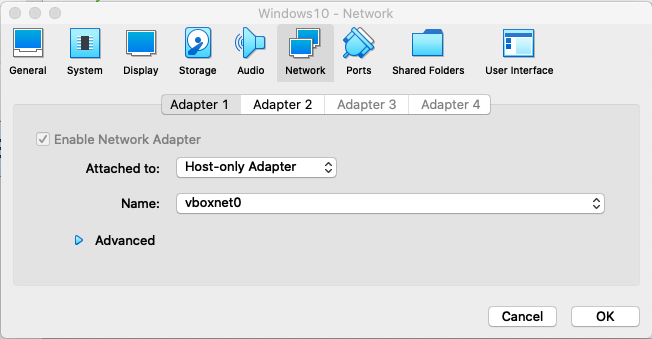 Windows10 - Network
General System Display Storage Audio Network Ports Shared Folders User Interface
Adapter 1 Adapter 2 Adapter 3 Adapter 4
Enable Network Adapter
Attached to: Host-only Adapter
Name: vboxnet0
Advanced
Cancel OK